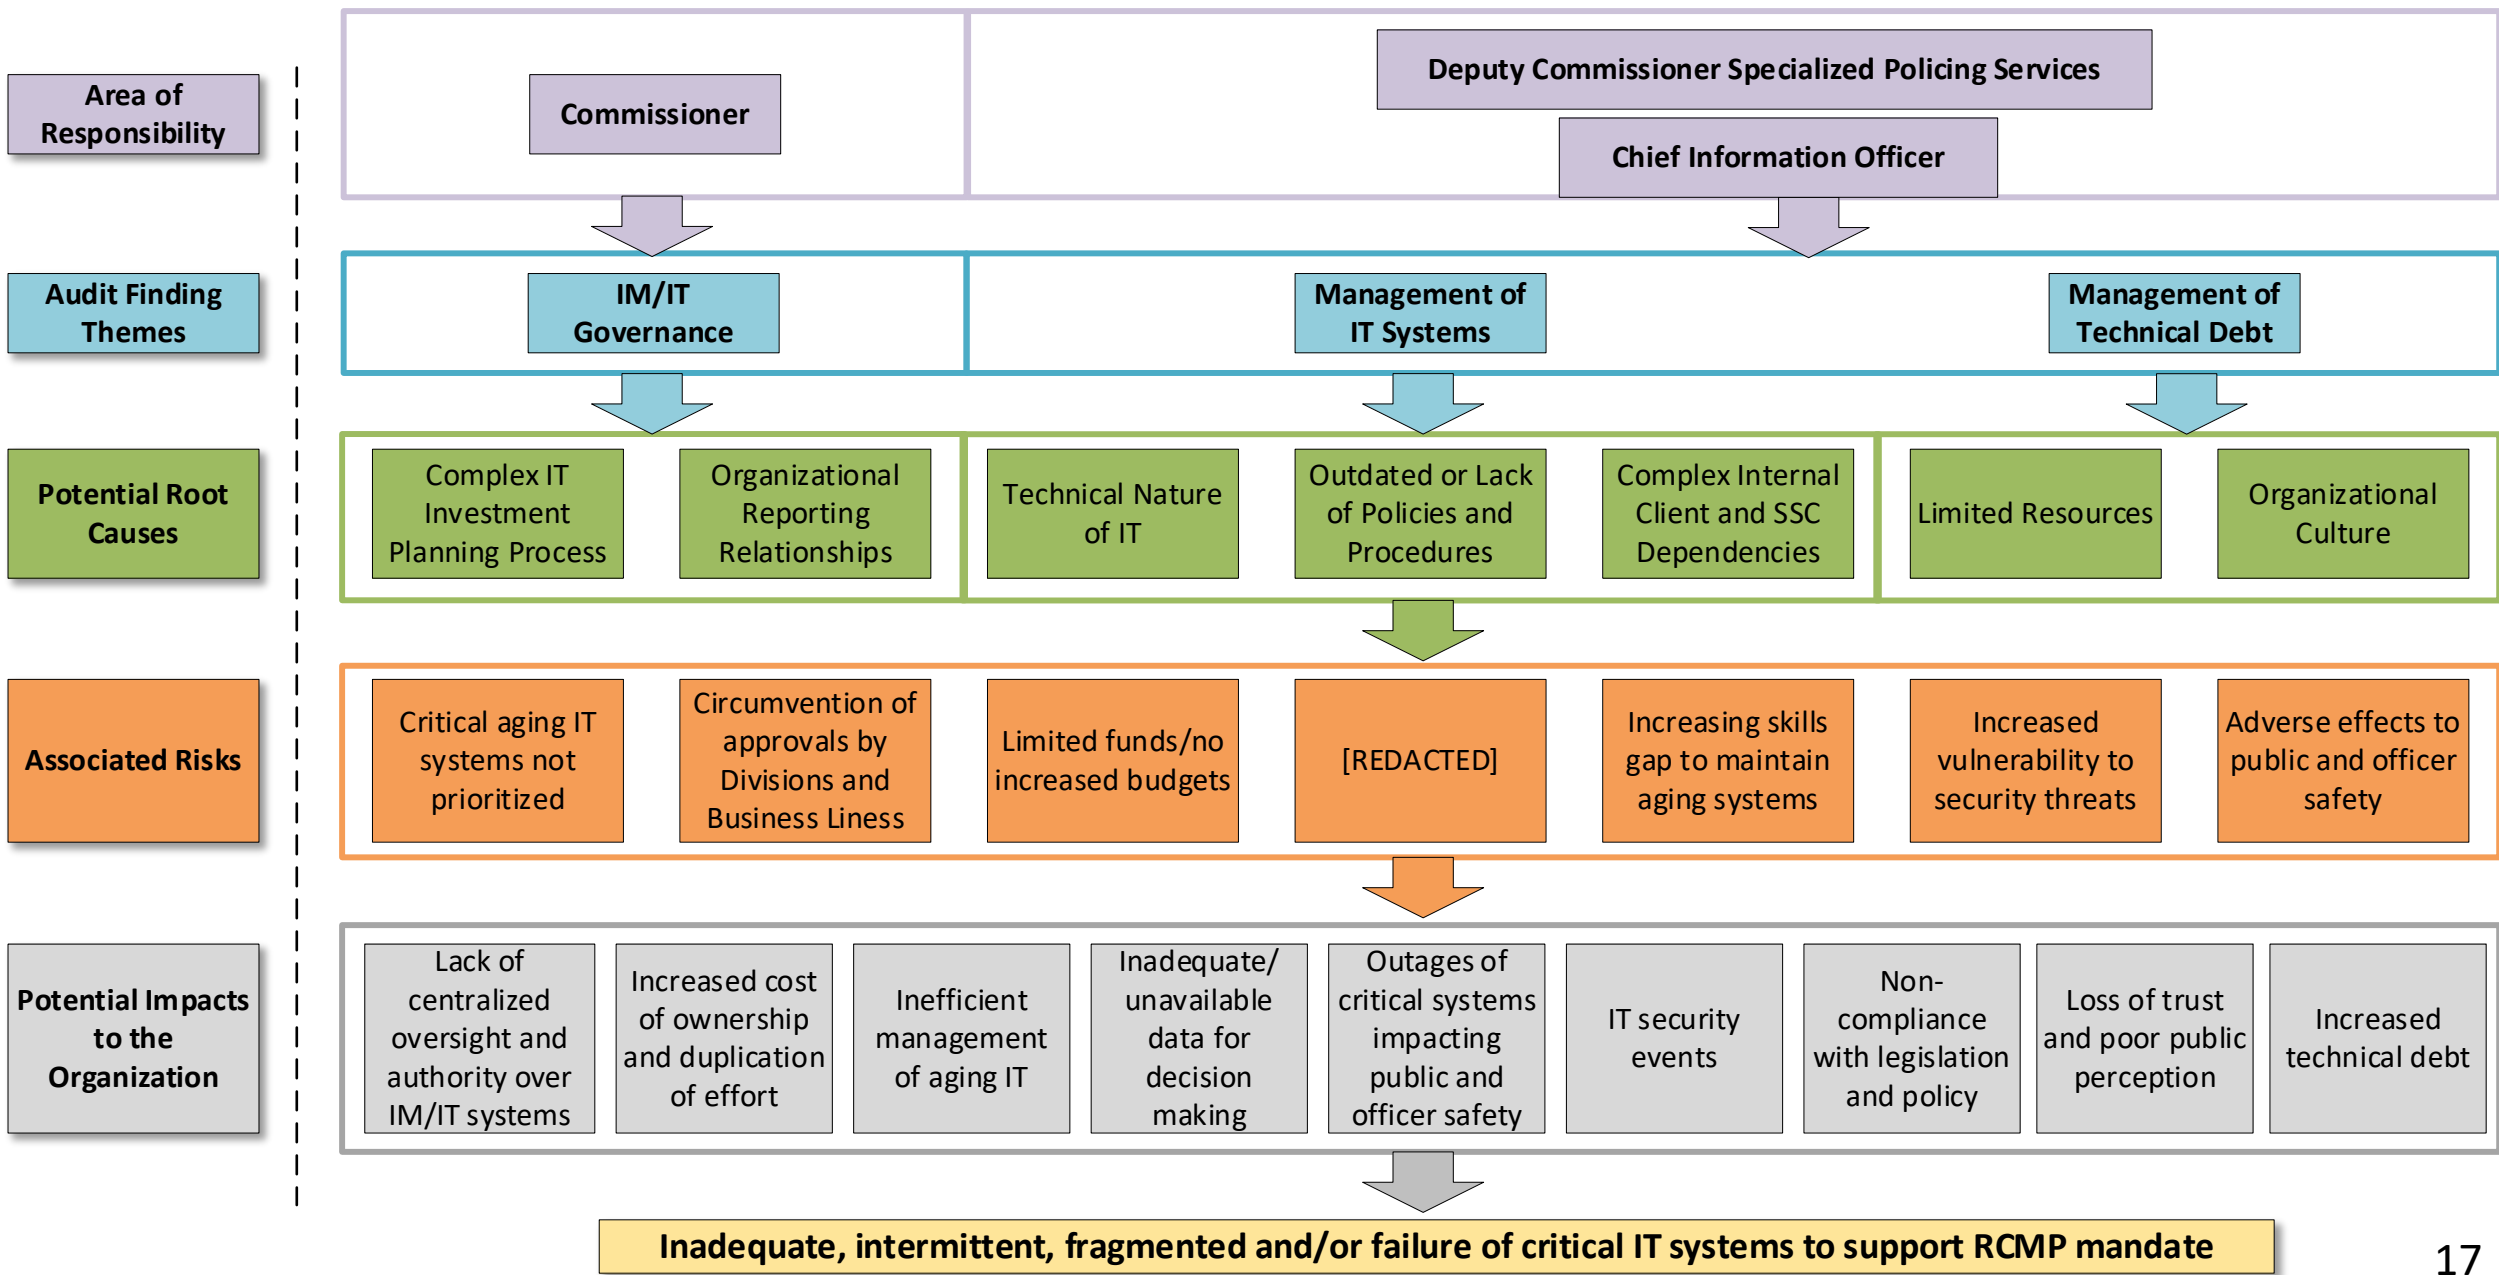 Area of
Responsibility
Commissioner
Deputy Commissioner Specialized Policing Services
Chief Information Officer
Audit Finding
Themes
IM/IT
Governance
Management of
IT Systems
Management of
Technical Debt
Potential Root
Causes
Complex IT
Investment
Planning Process
Organizational
Reporting
Relationships
Technical Nature
of IT
Outdated or Lack
of Policies and
Procedures
Complex Internal
Client and SSC
Dependencies
Limited Resources
Organizational
Culture
Associated Risks
Critical aging IT
systems not
prioritized
Circumvention of
approvals by
Divisions and
Business Liness
Limited funds/no
increased budgets
[REDACTED]
Increasing skills
gap to maintain
aging systems
Increased
vulnerability to
security threats
Adverse effects to
public and officer
safety
Potential Impacts
to the
Organization
Lack of
centralized
oversight and
authority over
IM/IT systems
Increased cost
of ownership
and duplication
of effort
Inefficient
management
of aging IT
Inadequate/
unavailable
data for
decision
making
Outages of
critical systems
impacting
public and
officer safety
IT security
events
Non-
compliance
with legislation
and policy
Loss of trust
and poor public
perception
Increased
technical debt
Inadequate, intermittent, fragmented and/or failure of critical IT systems to support RCMP mandate
17